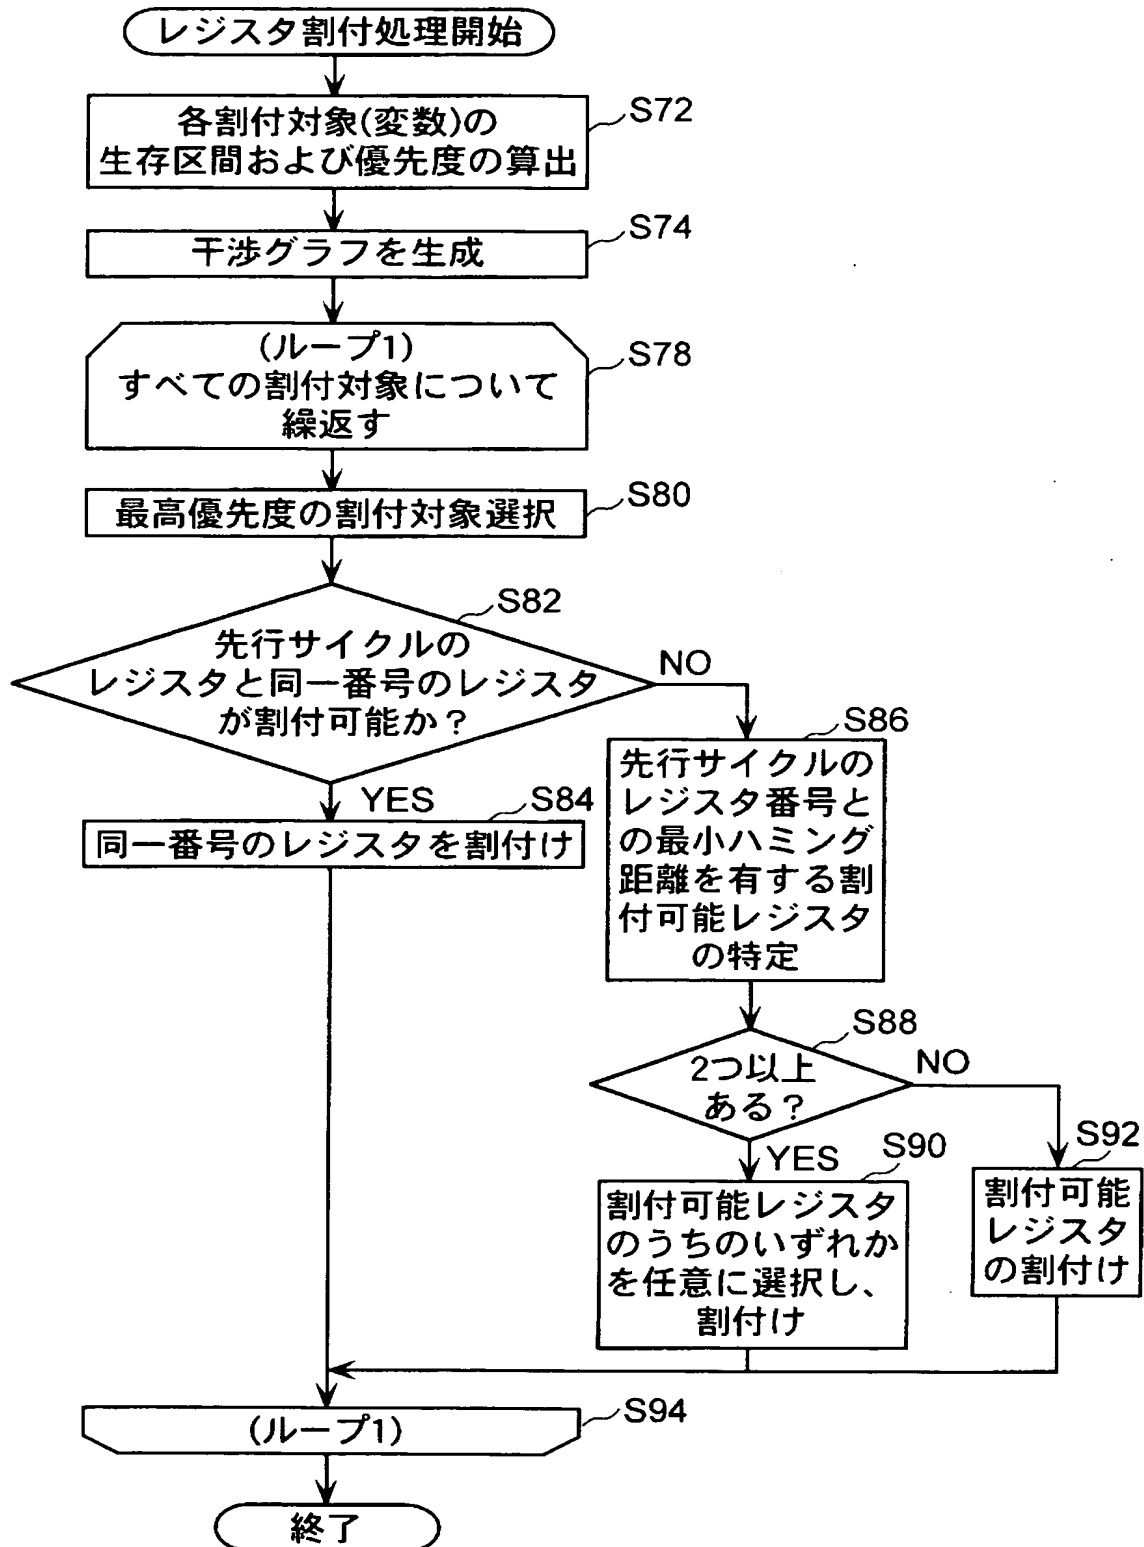 レジスタ割付処理開始
各割付対象(変数)の
生存区間および優先度の算出
S72
干渉グラフを生成
S74
(ループ1)
すべての割付対象について
繰返す
S78
最高優先度の割付対象選択
S80
S82
先行サイクルの
レジスタと同一番号のレジスタ
が割付可能か?
NO
YES
S84
同一番号のレジスタを割付け
S86
先行サイクルの
レジスタ番号と
の最小ハミング
距離を有する割
付可能レジスタ
の特定
S88
2つ以上
ある?
NO
YES
S90
割付可能レジスタ
のうちのいずれか
を任意に選択し、
割付け
S92
割付可能
レジスタ
の割付け
(ループ1)
S94
終了